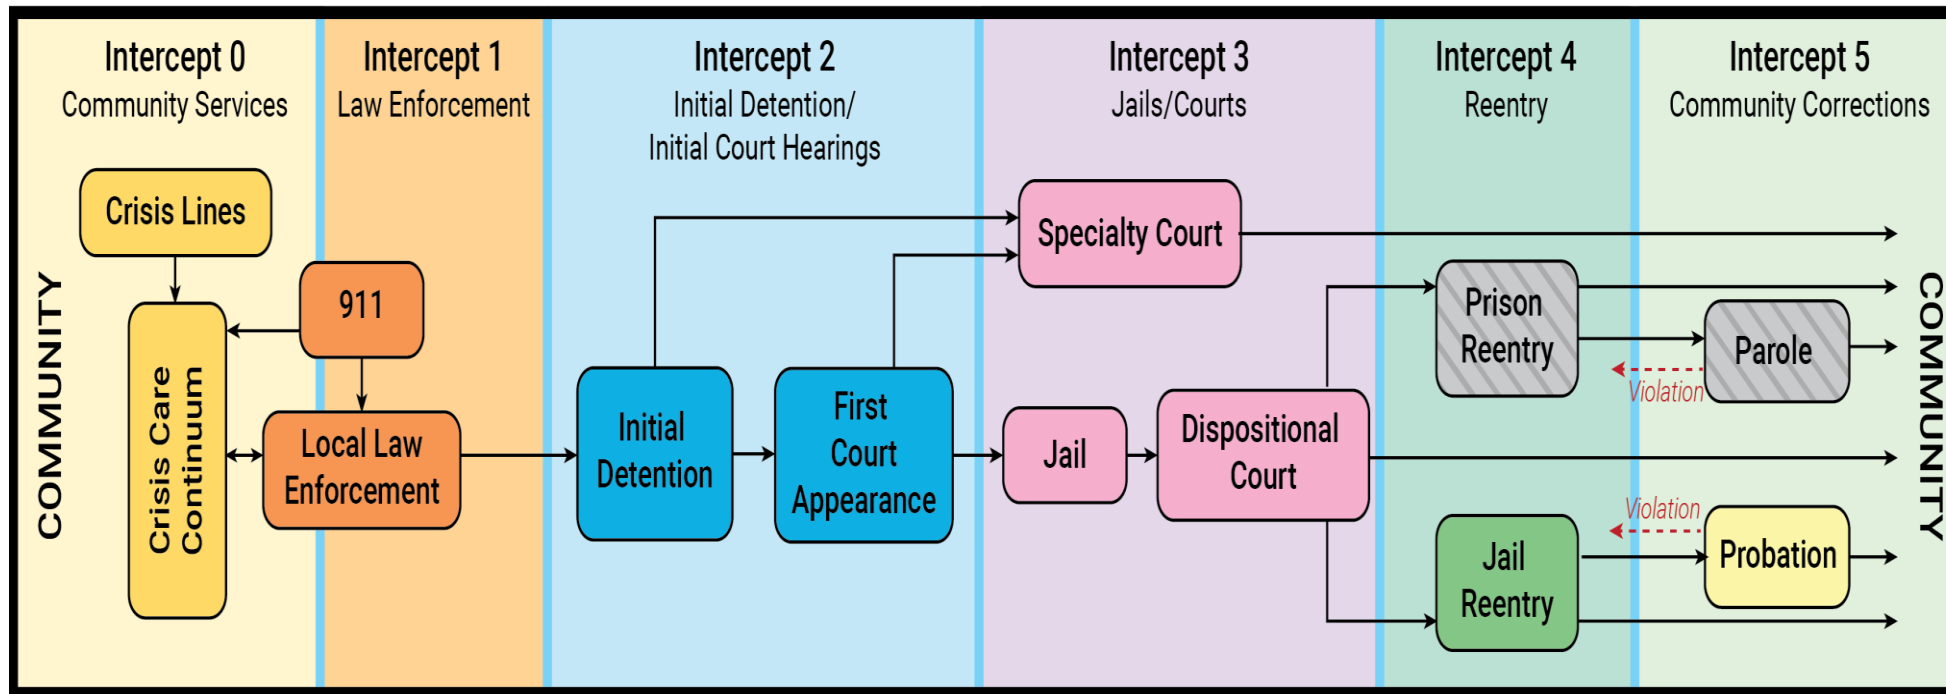 Intercept 0
Community Services
Intercept 1
Law Enforcement
Intercept 2
Initial Detention/
Initial Court Hearings
Intercept 3
Jails/Courts
Intercept 4
Reentry
Intercept 5
Community Corrections
COMMUNITY
Crisis Lines
Crisis Care
Continuum
911
Local Law
Enforcement
Initial
Detention
First
Court
Appearance
Specialty Court
Jail
Dispositional
Court
Prison
Reentry
Parole
Violation
Violation
Jail
Reentry
Probation
COMMUNITY